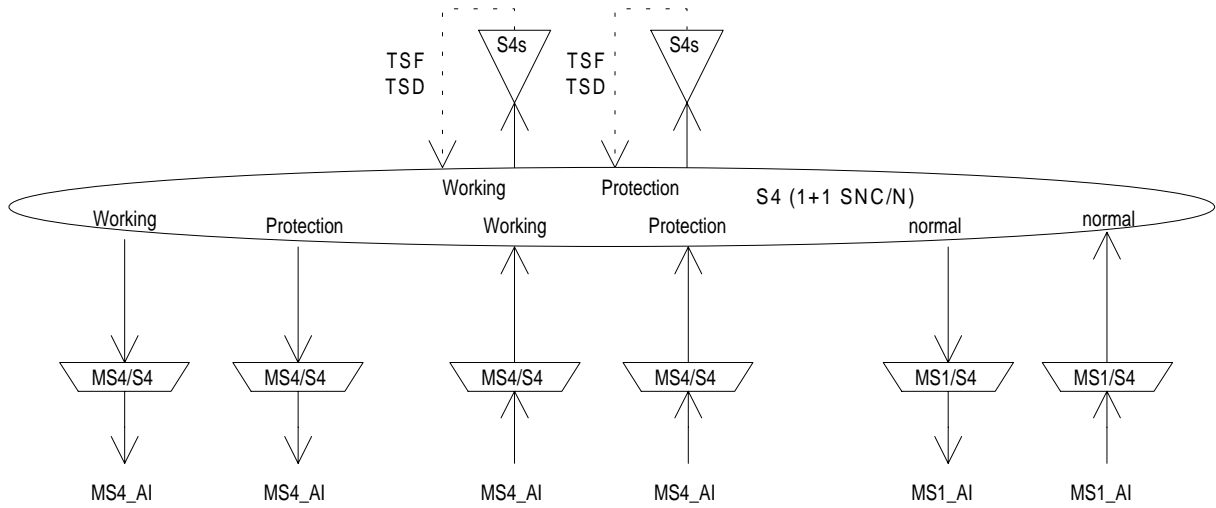 S4s
S4s
TSF
TSD
TSF
TSD
Working
Protection
S4 (1+1 SNC/N)
Working
Protection
Working
Protection
normal
normal
MS4/S4
MS4/S4
MS4/S4
MS4/S4
MS1/S4
MS1/S4
MS4_AI
MS4_AI
MS4_AI
MS4_AI
MS1_AI
MS1_AI